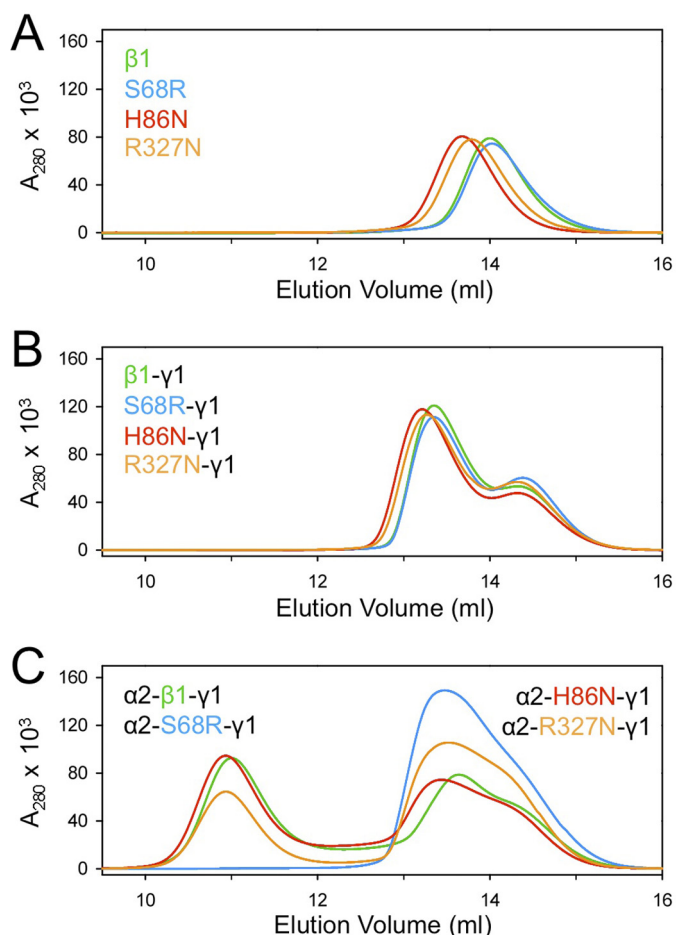 A
160
120
80
40
0
A280 x 10³
β1
S68R
H86N
R327N
10 12 14 16
Elution Volume (ml)
B
160
120
80
40
0
A280 x 10³
β1-γ1
S68R-γ1
H86N-γ1
R327N-γ1
10 12 14 16
Elution Volume (ml)
C
160
120
80
40
0
A280 x 10³
α2-β1-γ1
α2-S68R-γ1
α2-H86N-γ1
α2-R327N-γ1
10 12 14 16
Elution Volume (ml)